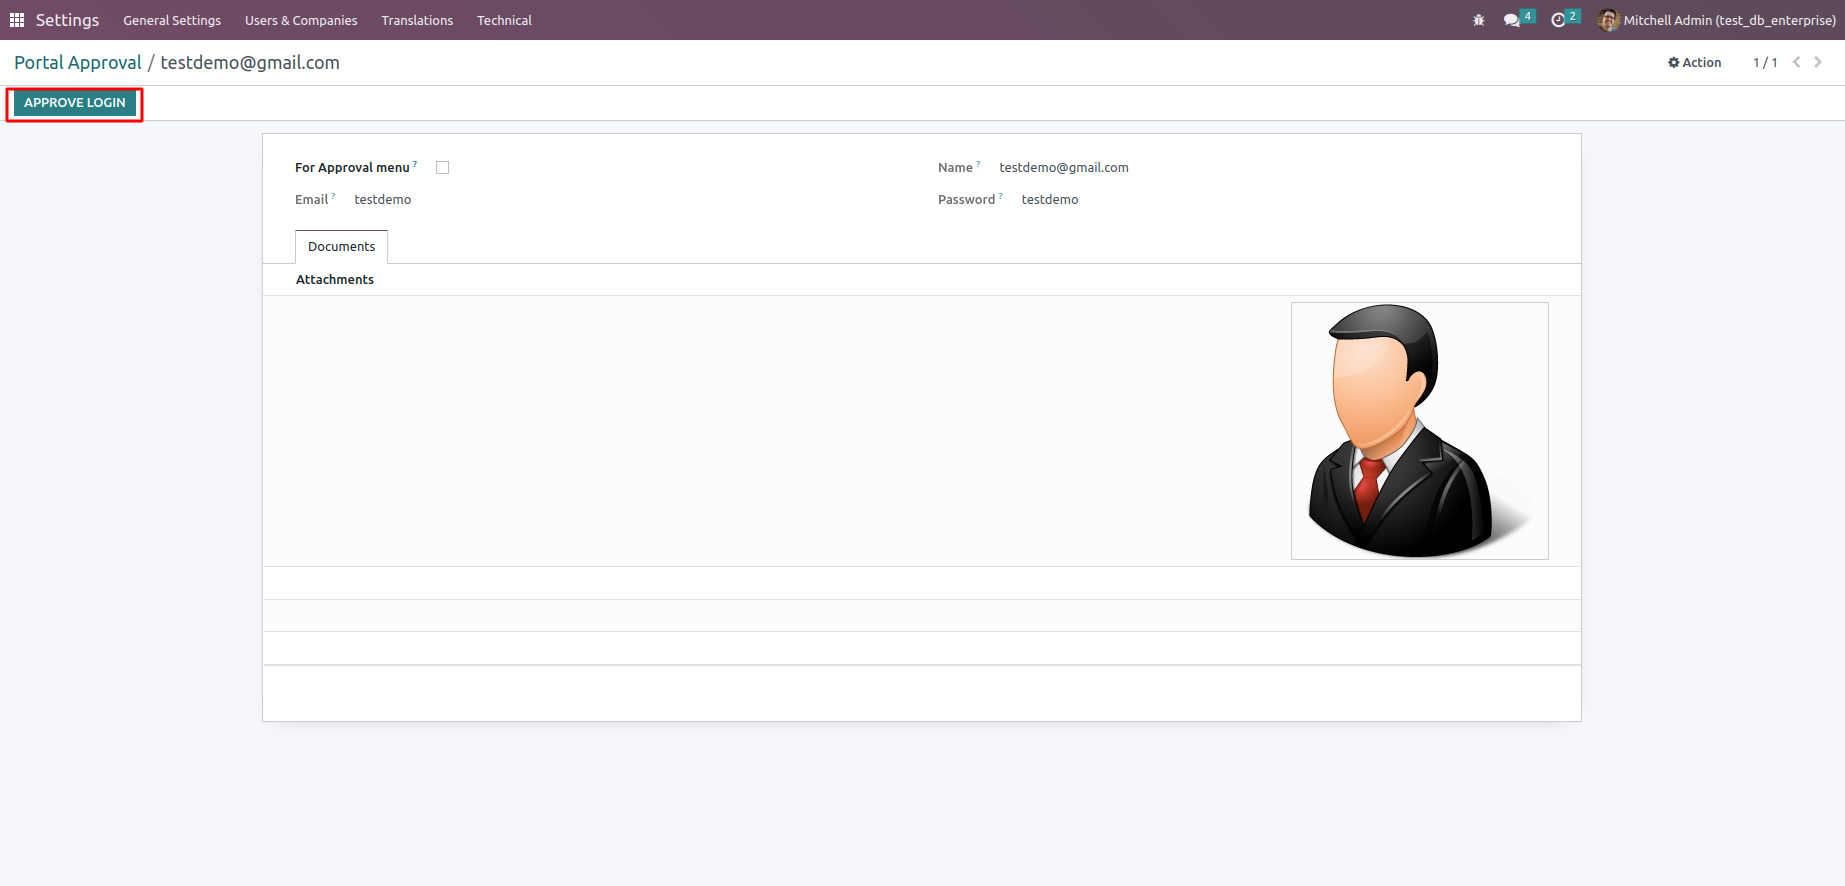 Settings General Settings Users & Companies Translations Technical 4 2 Mitchell Admin (test_db_enterprise)
Portal Approval / testdemo@gmail.com Action 1 / 1
APPROVE LOGIN
For Approval menu ? Name ? testdemo@gmail.com
Email ? testdemo Password ? testdemo
Documents
Attachments